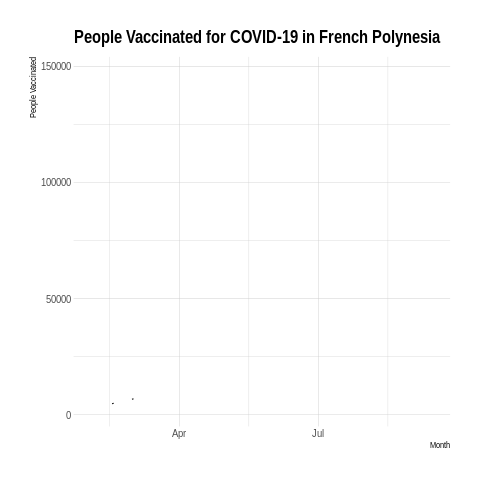 People Vaccinated for COVID-19 in French Polynesia
People Vaccinated
150000
100000
50000
0
Apr
Jul
Month